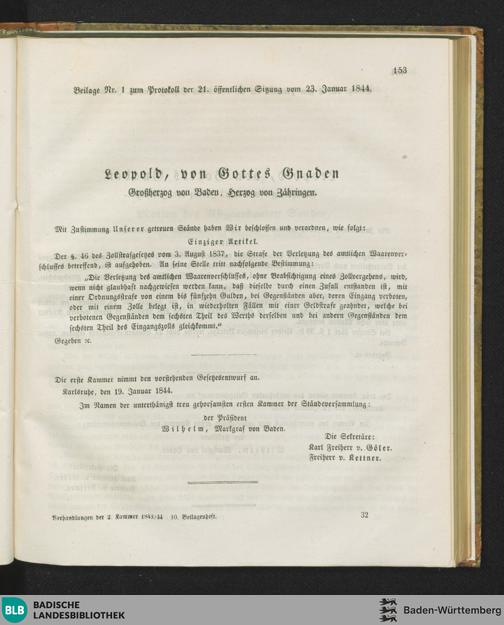 153
Beilage Nr. 1 zum Protokoll der 21. öffentlichen Sitzung vom 23. Januar 1844.
Leopold, von Gottes Gnaden
Großherzog von Baden, Herzog von Zähringen.
Mit Zustimmung Unserer getreuen Stände haben Wir beschlossen und verordnen, wie folgt:
Einziger Artikel.
Der §. 46 des Zollstrafgesetzes vom 3. August 1837, die Strafe der Verletzung des amtlichen Waarenver-
schlusses betreffend, ist aufgehoben. An seine Stelle tritt nachfolgende Bestimmung:
„Die Verletzung des amtlichen Waarenverschlusses, ohne Beabsichtigung eines Zollvergehens, wird,
wenn nicht glaubhaft nachgewiesen werden kann, daß dieselbe durch einen Zufall entstanden ist, mit
einer Ordnungsstrafe von einem bis fünfzehn Gulden, bei Gegenständen aber, deren Eingang verboten,
oder mit einem Zolle belegt ist, in wiederholten Fällen mit einer Geldstrafe geahndet, welche bei
verbotenen Gegenständen dem sechsten Theil des Werths derselben und bei andern Gegenständen dem
sechsten Theil des Eingangszolls gleichkommt.“
Gegeben ꝛc.
Die erste Kammer nimmt den vorstehenden Gesetzesentwurf an.
Karlsruhe, den 19. Januar 1844.
Im Namen der unterthänigst treu gehorsamsten ersten Kammer der Ständeversammlung:
der Präsident
Wilhelm, Markgraf von Baden.
Die Sekretäre:
Karl Freiherr v. Göler.
Freiherr v. Kettner.
Verhandlungen der 2. Kammer 1843/44 10. Beilagenheft. 32
BLB BADISCHE
LANDESBIBLIOTHEK
Baden-Württemberg